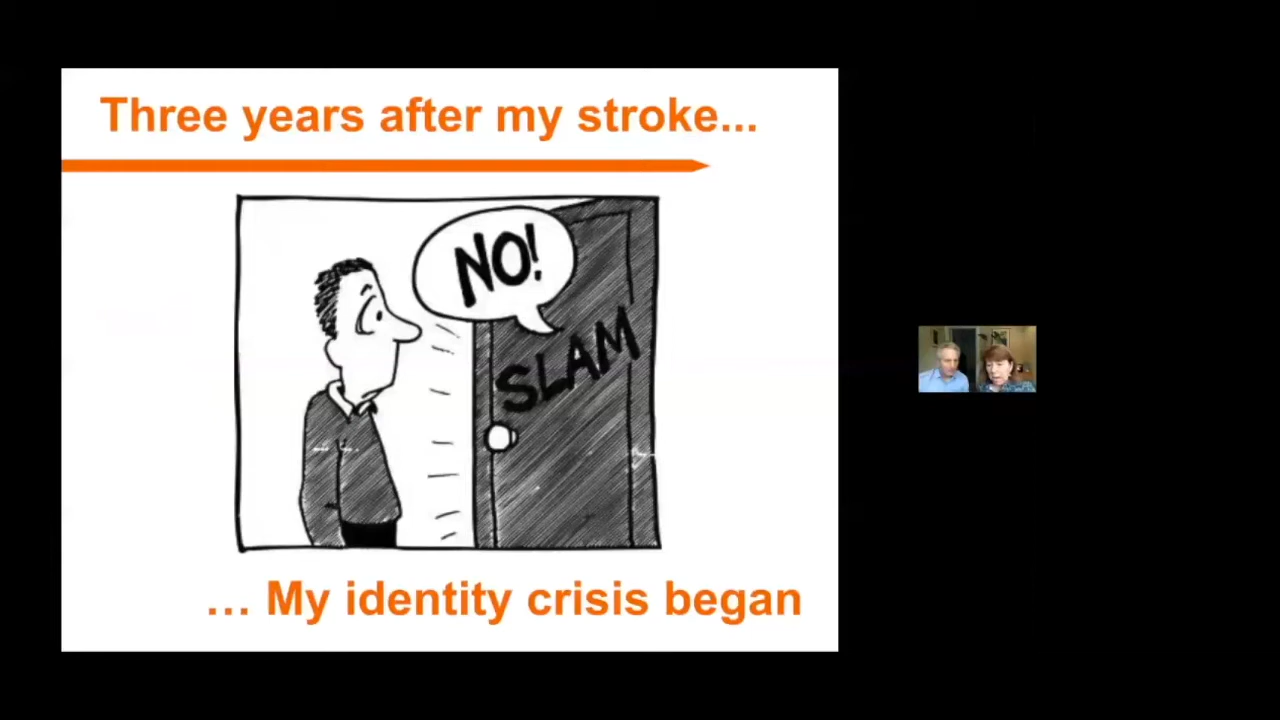 Three years after my stroke...
NO!
SLAM
... My identity crisis began